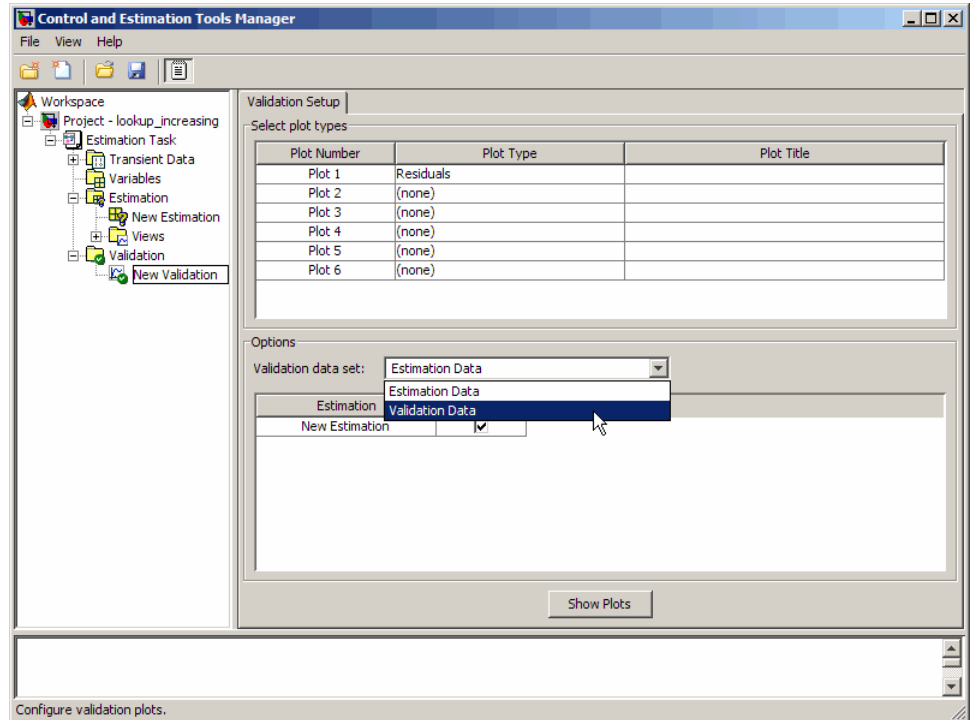 Control and Estimation Tools Manager
File View Help
Workspace
Project - lookup_increasing
Estimation Task
Transient Data
Variables
Estimation
New Estimation
Views
Validation
New Validation
Validation Setup
Select plot types
Plot Number Plot Type Plot Title
Plot 1 Residuals
Plot 2 (none)
Plot 3 (none)
Plot 4 (none)
Plot 5 (none)
Plot 6 (none)
Options
Validation data set: Estimation Data
Estimation Data
Validation Data
Estimation
New Estimation
Show Plots
Configure validation plots.